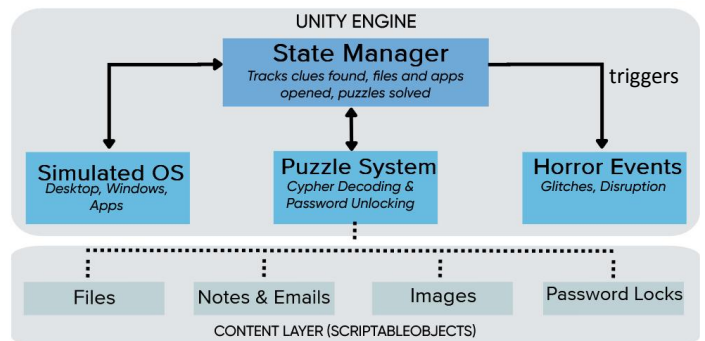 UNITY ENGINE
State Manager
Tracks clues found, files and apps
opened, puzzles solved
triggers
Simulated OS
Desktop, Windows,
Apps
Puzzle System
Cypher Decoding &
Password Unlocking
Horror Events
Glitches, Disruption
Files
Notes & Emails
Images
Password Locks
CONTENT LAYER (SCRIPTABLEOBJECTS)